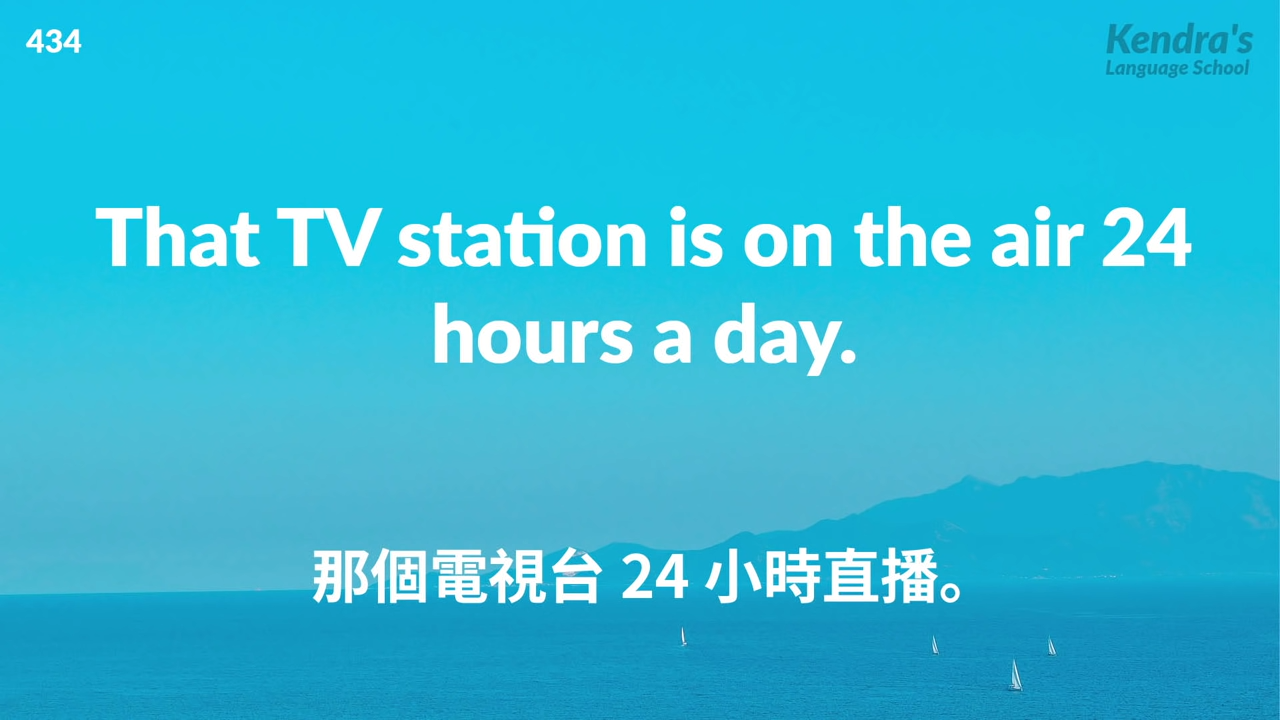 434
Kendra's
Language School
That TV station is on the air 24
hours a day.
那個電視台 24 小時直播。